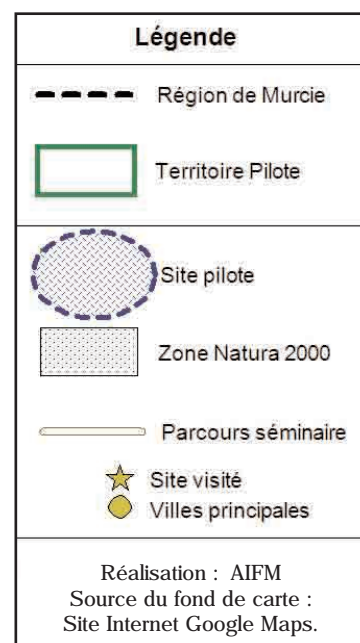 Légende
Région de Murcie
Territoire Pilote
Site pilote
Zone Natura 2000
Parcours séminaire
Site visité
Villes principales
Réalisation : AIFM
Source du fond de carte :
Site Internet Google Maps.